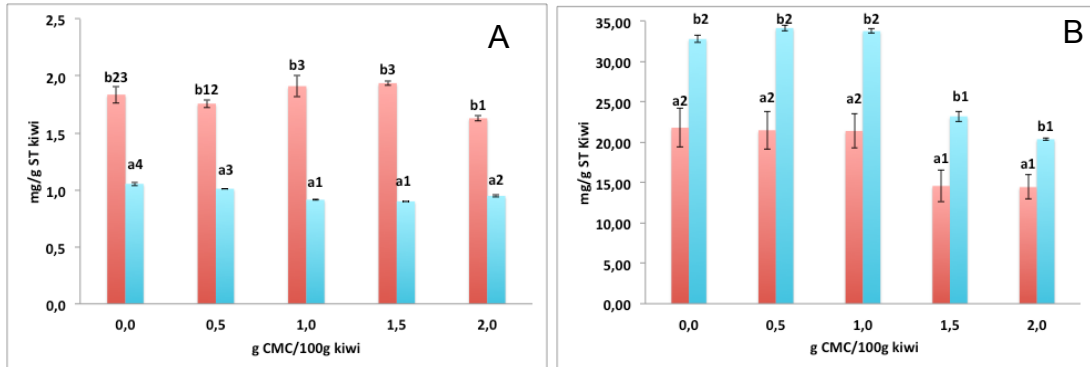 A
2,5
2,0
1,5
1,0
0,5
0,0
mg/g ST Kiwi
b23
a4
b12
a3
b3
a1
b3
a1
b1
a2
0,0 0,5 1,0 1,5 2,0
g CMC/100g kiwi
B
35,00
30,00
25,00
20,00
15,00
10,00
5,00
0,00
mg/g ST Kiwi
a2
b2
a2
b2
a2
b2
a1
b1
a1
b1
0,0 0,5 1,0 1,5 2,0
g CMC/100g kiwi